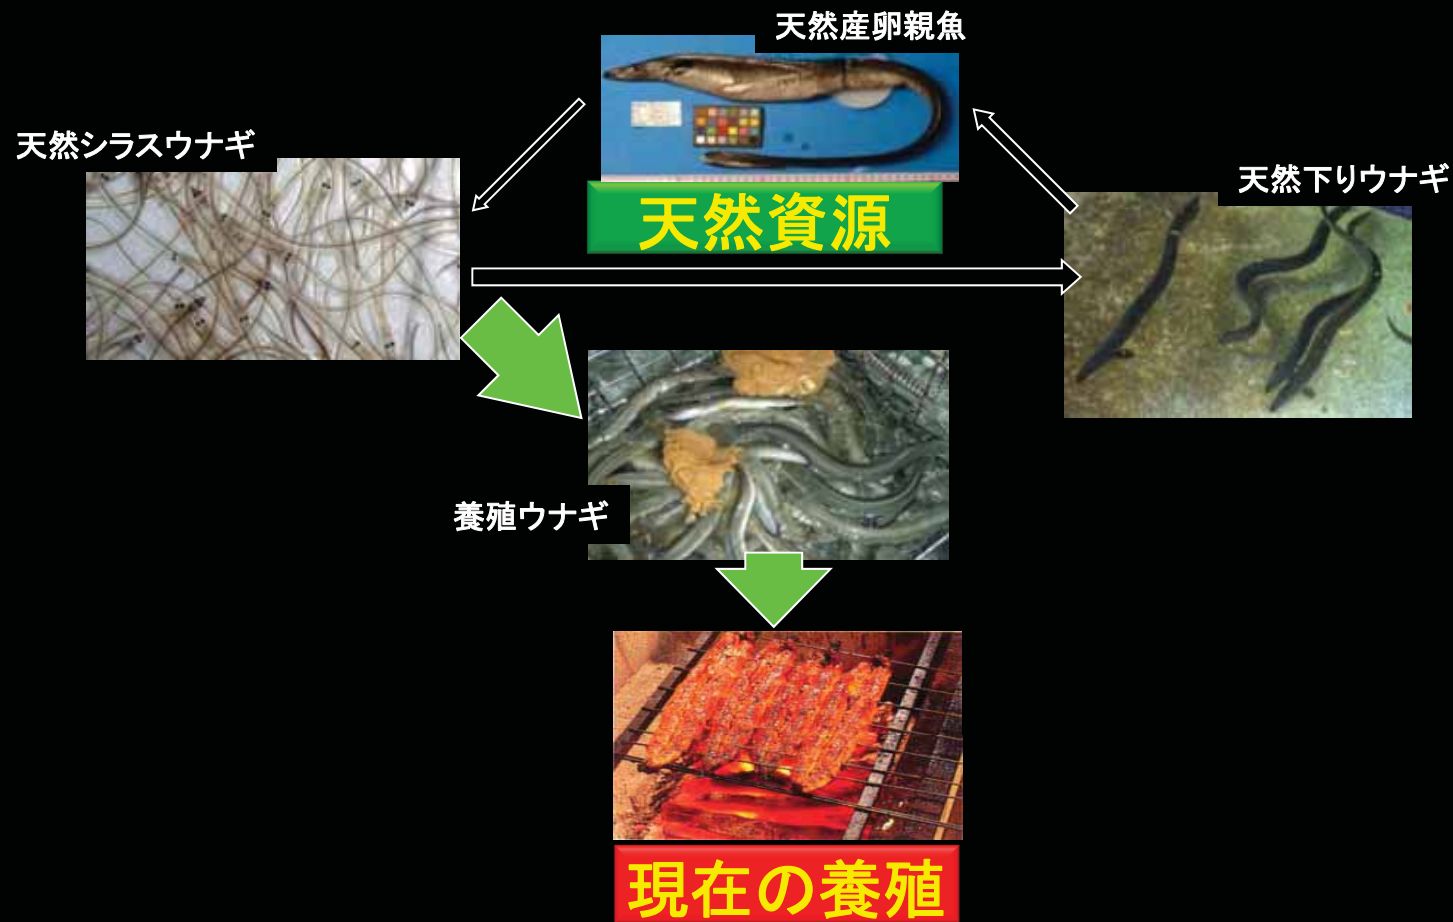 天然産卵親魚
天然シラスウナギ
天然下りウナギ
天然資源
養殖ウナギ
現在の養殖